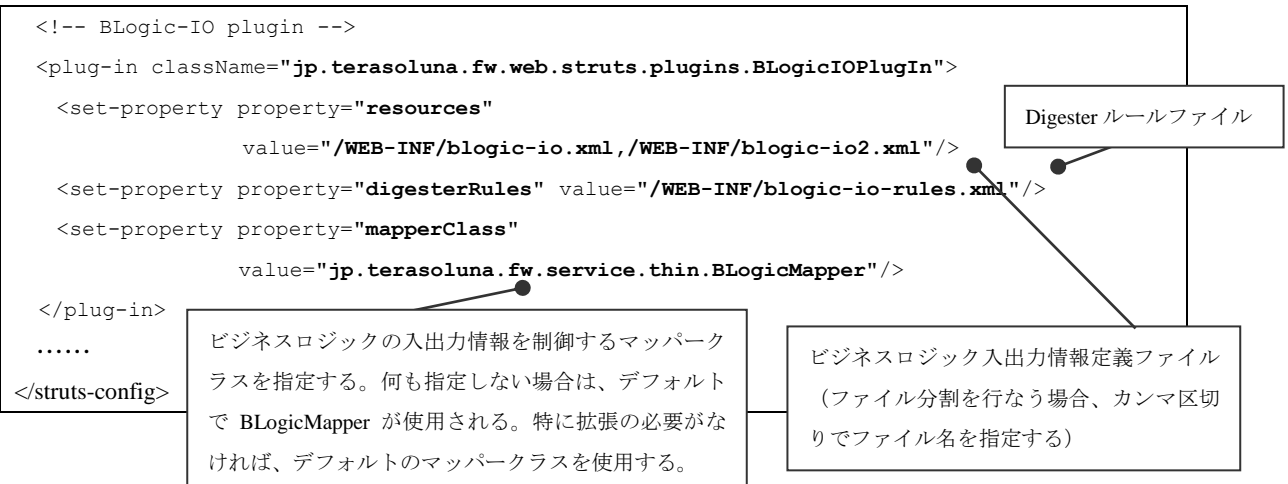 <!-- BLogic-IO plugin -->
<plug-in className="jp.terasoluna.fw.web.struts.plugins.BLogicIOPlugIn">
<set-property property="resources"
value="/WEB-INF/blogic-io.xml,/WEB-INF/blogic-io2.xml"/>
<set-property property="digesterRules" value="/WEB-INF/blogic-io-rules.xml"/>
<set-property property="mapperClass"
value="jp.terasoluna.fw.service.thin.BLogicMapper"/>
</plug-in>
……
</struts-config>
Digester ルールファイル
ビジネスロジックの入出力情報を制御するマッパーク
ラスを指定する。何も指定しない場合は、デフォルト
で BLogicMapper が使用される。特に拡張の必要がな
ければ、デフォルトのマッパークラスを使用する。
ビジネスロジック入出力情報定義ファイル
（ファイル分割を行なう場合、カンマ区切
りでファイル名を指定する）